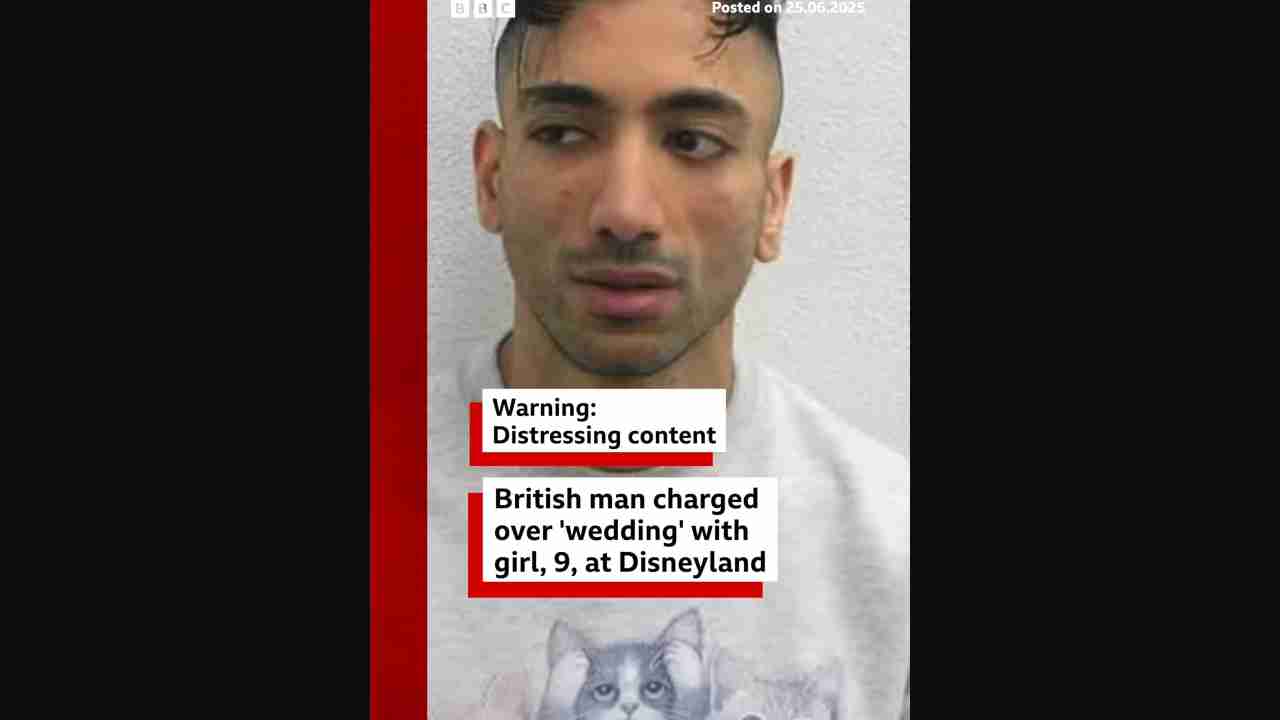 BBC
Posted on 25.06.2025
Warning:
Distressing content
British man charged
over 'wedding' with
girl, 9, at Disneyland